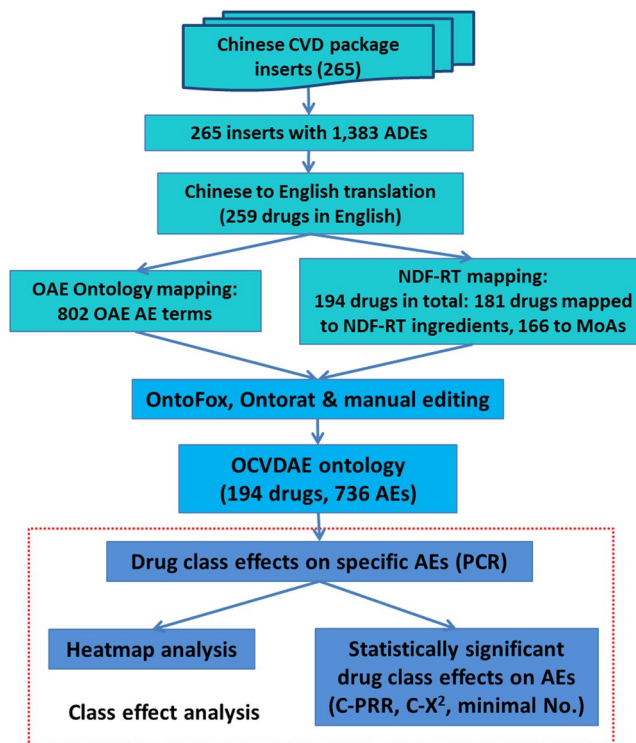 Chinese CVD package
inserts (265)
265 inserts with 1,383 ADEs
Chinese to English translation
(259 drugs in English)
OAE Ontology mapping:
802 OAE AE terms
NDF-RT mapping:
194 drugs in total: 181 drugs mapped
to NDF-RT ingredients, 166 to MoAs
OntoFox, Ontorat & manual editing
OCVDAE ontology
(194 drugs, 736 AEs)
Drug class effects on specific AEs (PCR)
Heatmap analysis
Statistically significant
drug class effects on AEs
(C-PRR, C-X², minimal No.)
Class effect analysis